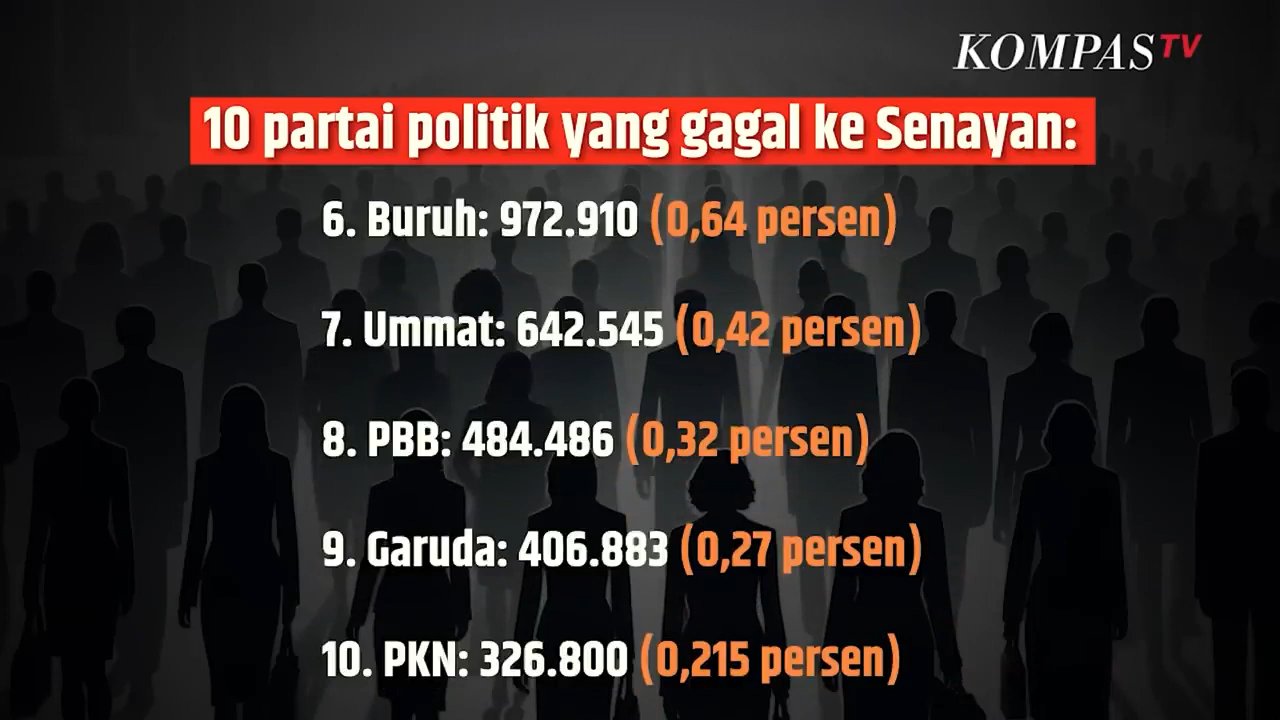 KOMPAS TV
10 partai politik yang gagal ke Senayan:
6. Buruh: 972.910 (0,64 persen)
7. Ummat: 642.545 (0,42 persen)
8. PBB: 484.486 (0,32 persen)
9. Garuda: 406.883 (0,27 persen)
10. PKN: 326.800 (0,215 persen)